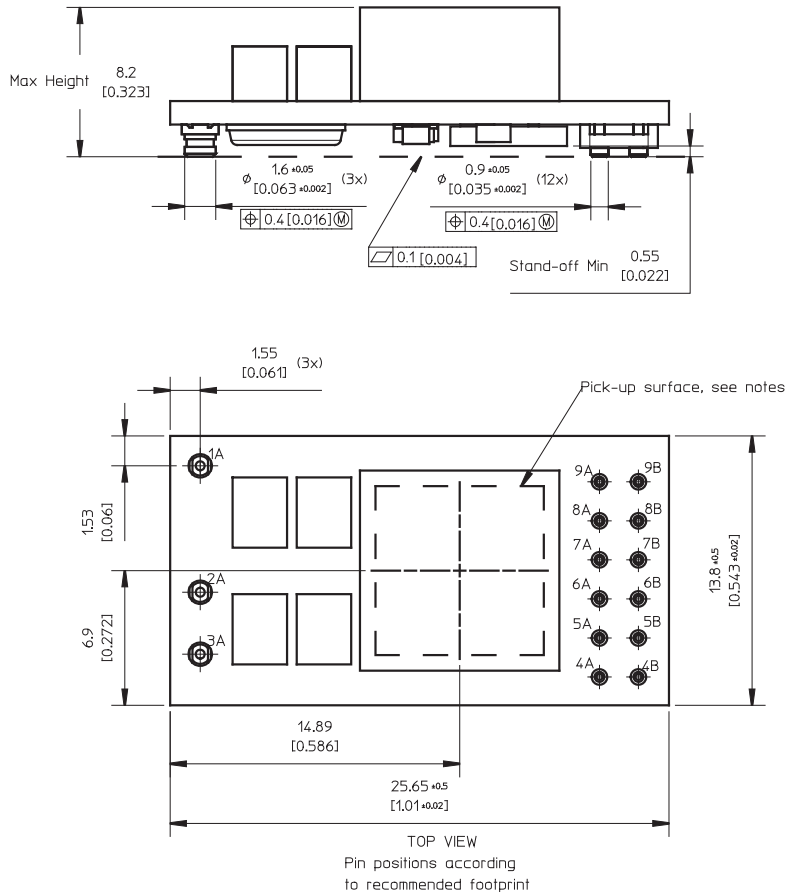 Max Height 8.2
[0.323]
⌀ 1.6 ±0.05 (3x)
[0.063 ±0.002]
⌖ 0.4 [0.016] Ⓜ
⌀ 0.9 ±0.05 (12x)
[0.035 ±0.002]
⌖ 0.4 [0.016] Ⓜ
⏥ 0.1 [0.004]
Stand-off Min 0.55
[0.022]
1.55 (3x)
[0.061]
Pick-up surface, see notes
1A
9A 9B
8A 8B
7A 7B
2A
6A 6B
5A 5B
3A
4A 4B
1.53
[0.06]
6.9
[0.272]
13.8 ±0.5
[0.543 ±0.02]
14.89
[0.586]
25.65 ±0.5
[1.01 ±0.02]
TOP VIEW
Pin positions according
to recommended footprint